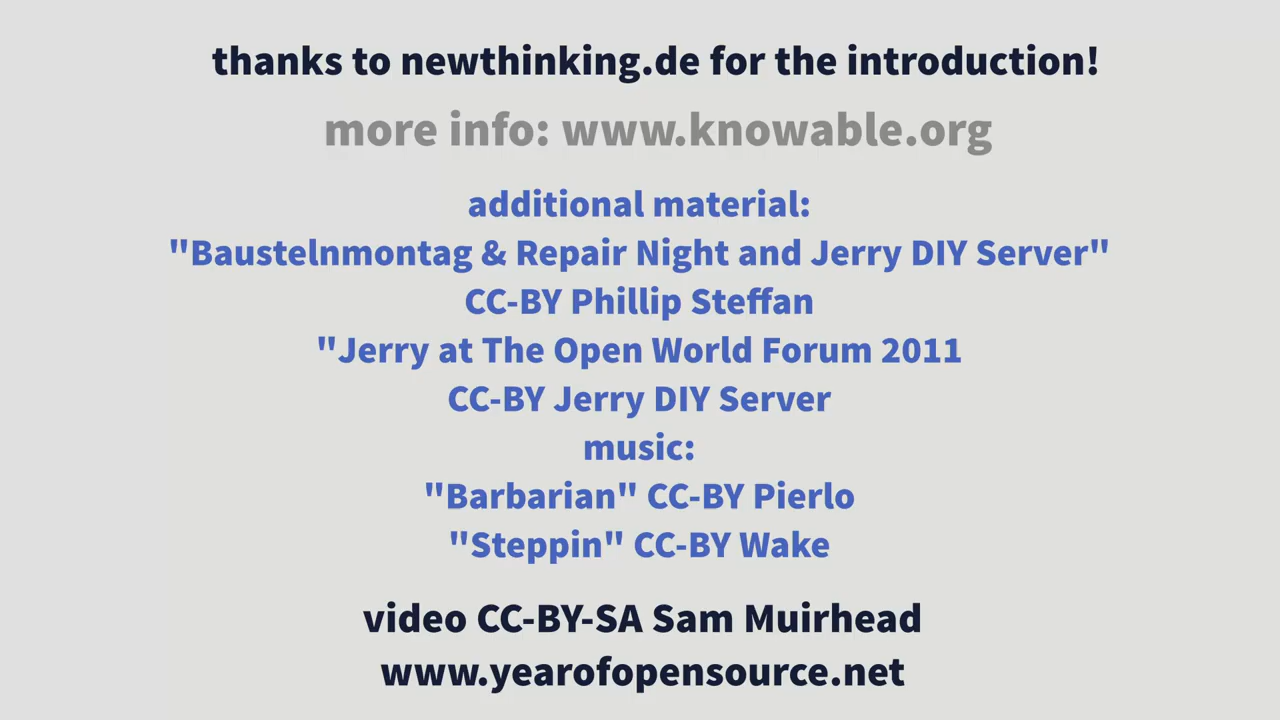 thanks to newthinking.de for the introduction!
more info: www.knowable.org
additional material:
"Baustelnmontag & Repair Night and Jerry DIY Server"
CC-BY Phillip Steffan
"Jerry at The Open World Forum 2011
CC-BY Jerry DIY Server
music:
"Barbarian" CC-BY Pierlo
"Steppin" CC-BY Wake
video CC-BY-SA Sam Muirhead
www.yearofopensource.net